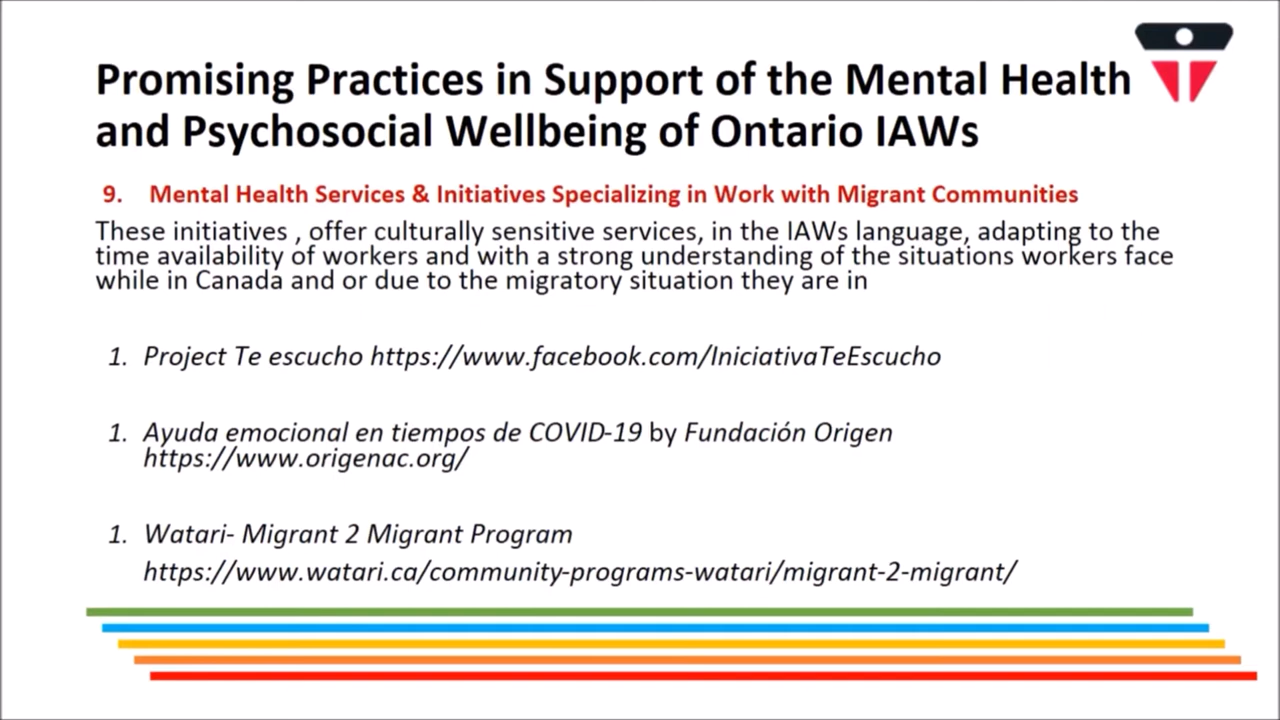 Promising Practices in Support of the Mental Health
and Psychosocial Wellbeing of Ontario IAWs
9. Mental Health Services & Initiatives Specializing in Work with Migrant Communities
These initiatives , offer culturally sensitive services, in the IAWs language, adapting to the
time availability of workers and with a strong understanding of the situations workers face
while in Canada and or due to the migratory situation they are in
1. Project Te escucho https://www.facebook.com/IniciativaTeEscucho
1. Ayuda emocional en tiempos de COVID-19 by Fundación Origen
https://www.origenac.org/
1. Watari- Migrant 2 Migrant Program
https://www.watari.ca/community-programs-watari/migrant-2-migrant/